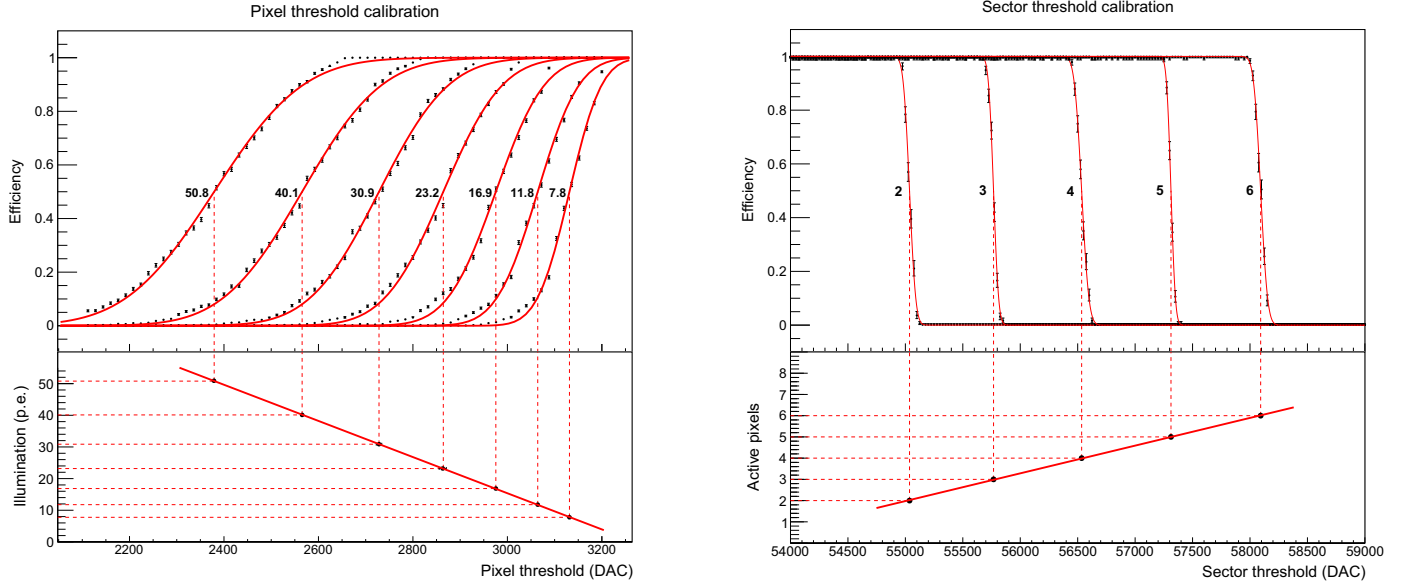 Pixel threshold calibration
Efficiency
1
0.8
0.6
0.4
0.2
0
50.8 40.1 30.9 23.2 16.9 11.8 7.8
Illumination (p.e.)
50
40
30
20
10
0
2200 2400 2600 2800 3000 3200
Pixel threshold (DAC)
Sector threshold calibration
Efficiency
1
0.8
0.6
0.4
0.2
0
2 3 4 5 6
Active pixels
8
7
6
5
4
3
2
1
54000 54500 55000 55500 56000 56500 57000 57500 58000 58500 59000
Sector threshold (DAC)